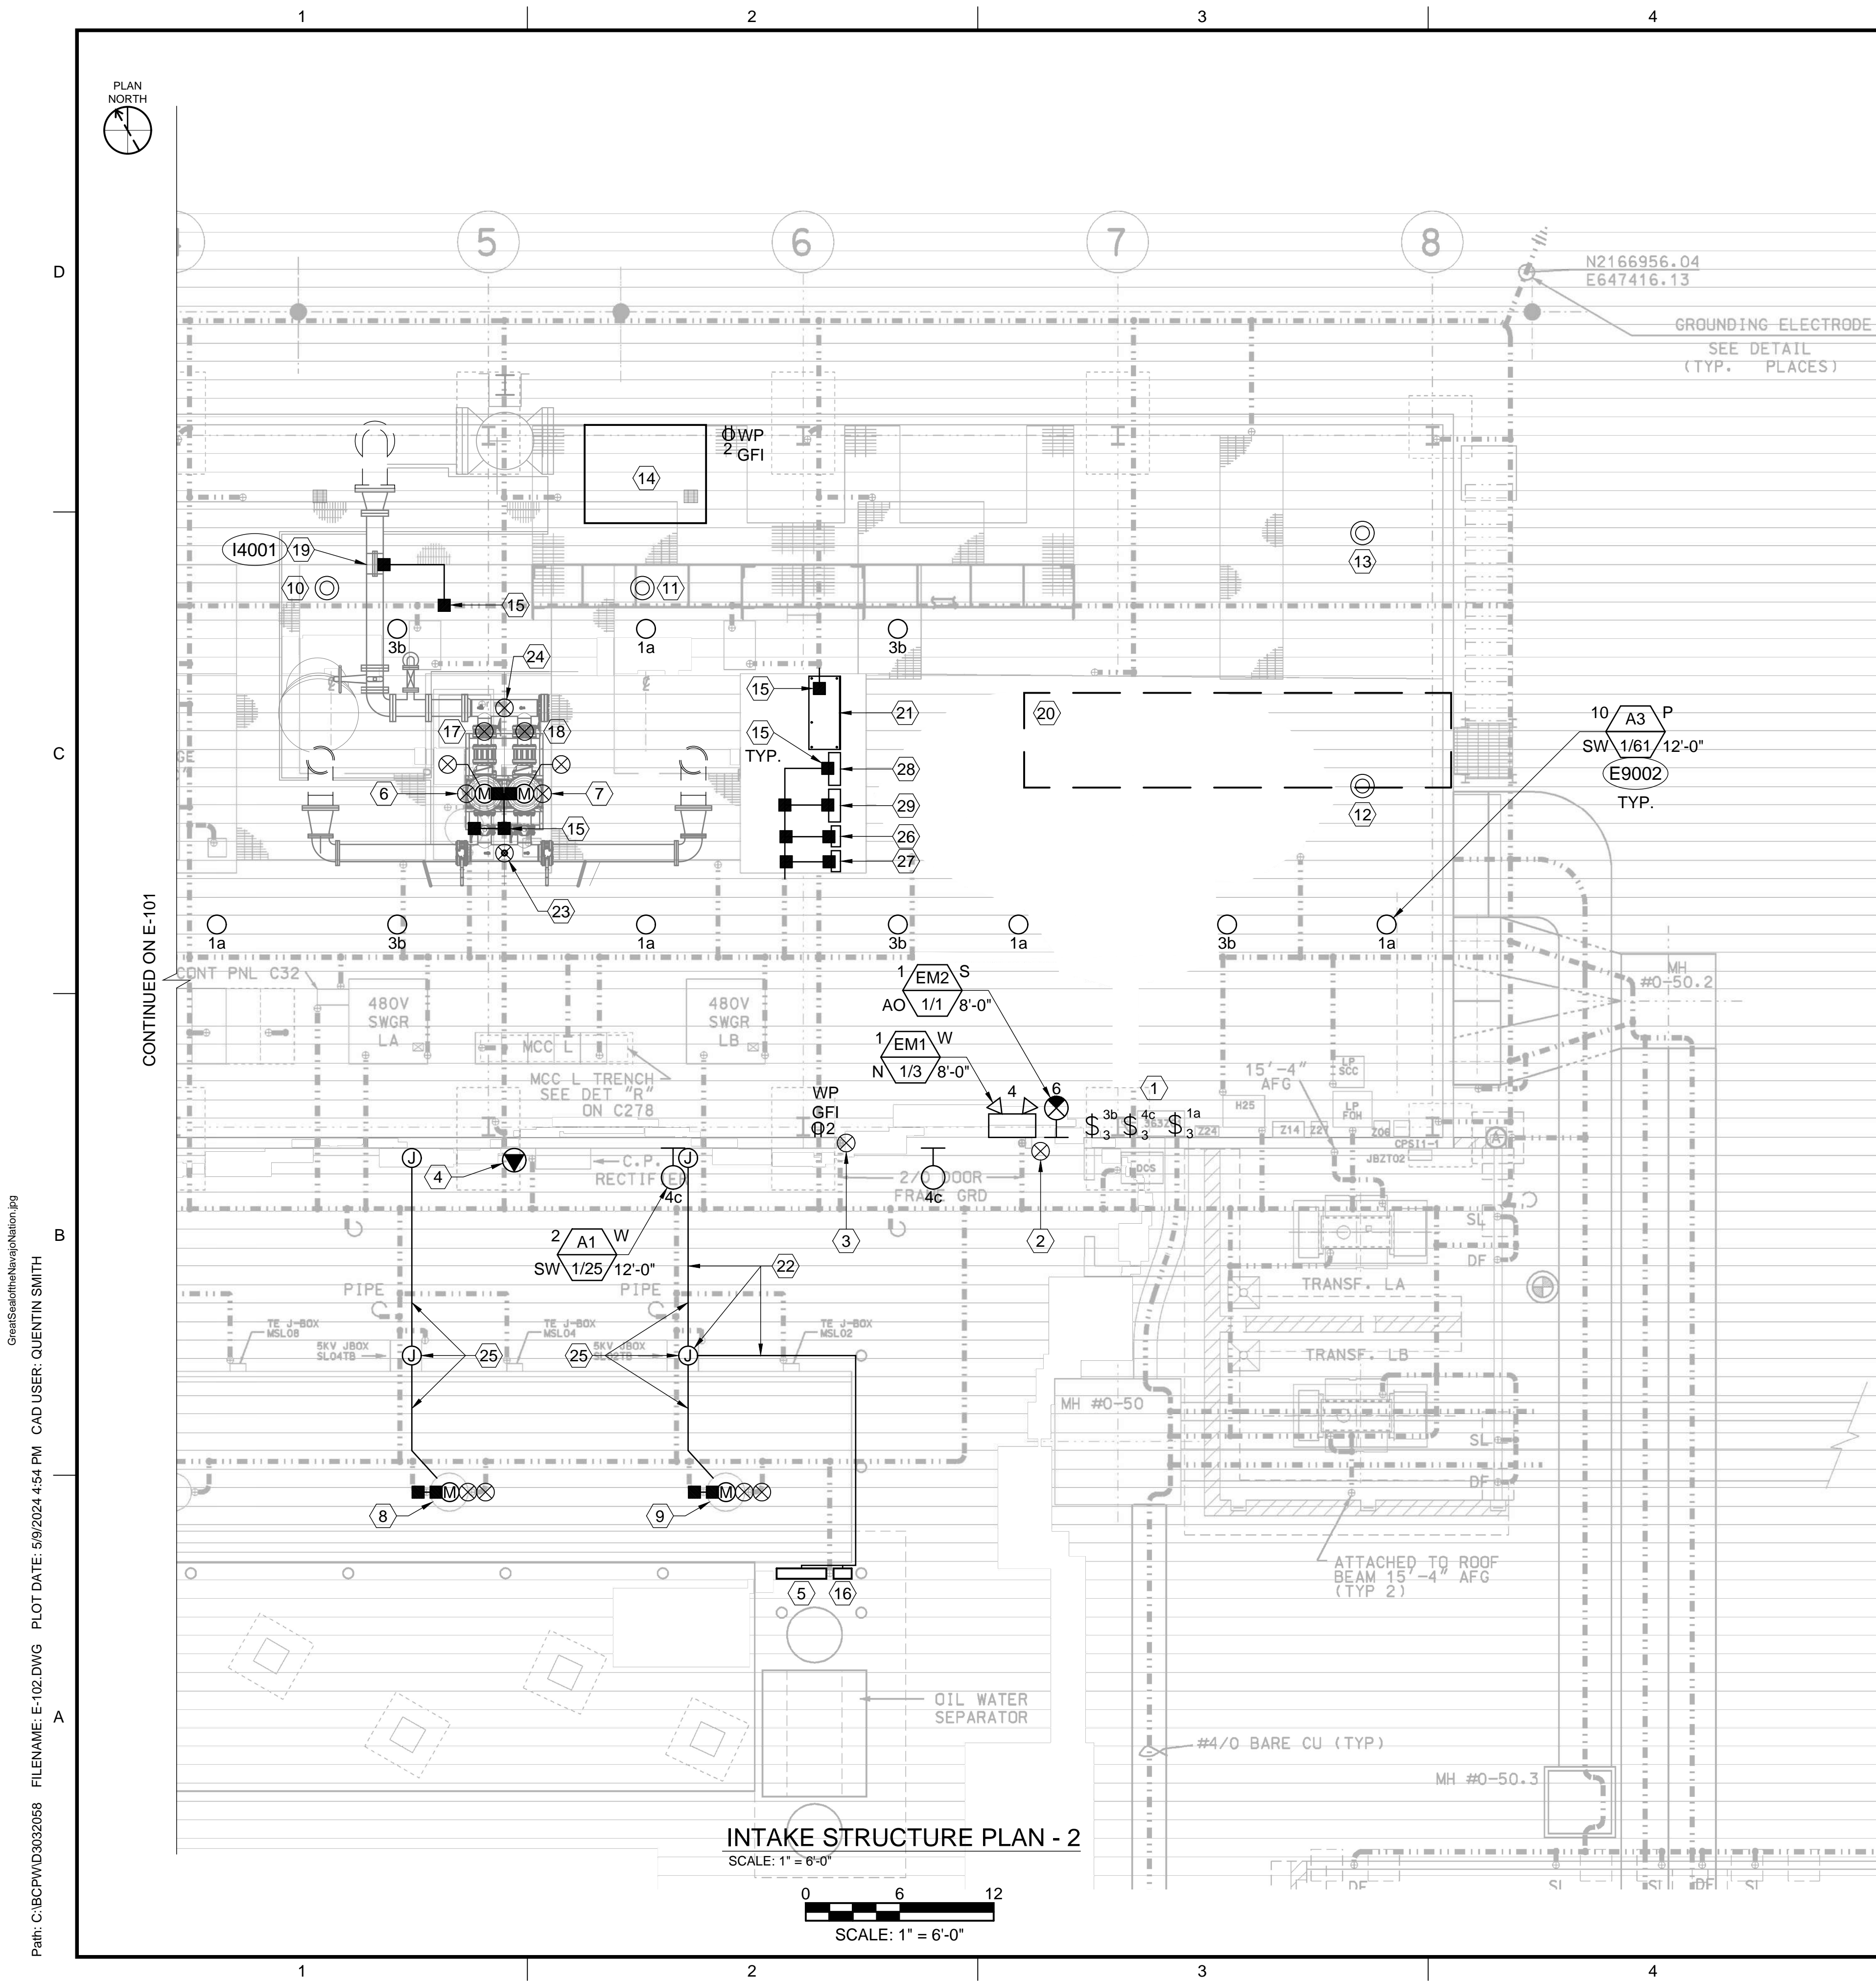 1
2
3
4
PLAN
NORTH
D
5
6
7
8
N2166956.04
E647416.13
GROUNDING ELECTRODE
SEE DETAIL
(TYP. PLACES)
WP
2
GFI
14
I4001
19
13
10
11
15
3b
1a
3b
24
C
17
18
15
21
15
TYP.
28
6
7
29
15
26
27
20
12
10
A3
P
SW
1/61
12'-0"
E9002
TYP.
23
CONTINUED ON E-101
1a
3b
1a
3b
1a
3b
1a
CONT PNL C32
480V
SWGR
LA
MCC L
480V
SWGR
LB
MH
#0-50.2
1
EM2
S
AO
1/1
8'-0"
1
EM1
W
N
1/3
8'-0"
MCC L TRENCH
SEE DET "R"
ON C278
15'-4"
AFG
LP
SCC
H25
LP
FOH
WP
GFI
2
4
6
1
3b
$
3
4c
$
3
1a
$
3
Z24
Z14
CPSI1-1
JBZT02
A
DCS
J
4
J
C.P.
RECTIFIER
4c
4c
2/0 DOOR
FRAME GRD
B
2
A1
W
SW
1/25
12'-0"
3
2
22
SL
DF
TRANSF. LA
PIPE
PIPE
TE J-BOX
MSL08
TE J-BOX
MSL04
TE J-BOX
MSL02
5KV JBOX
SL04TB
J
25
25
J
TRANSF. LB
MH #0-50
SL
DF
M
M
8
9
5
16
ATTACHED TO ROOF
BEAM 15'-4" AFG
(TYP 2)
A
OIL WATER
SEPARATOR
#4/0 BARE CU (TYP)
MH #0-50.3
INTAKE STRUCTURE PLAN - 2
SCALE: 1" = 6'-0"
0
6
12
SCALE: 1" = 6'-0"
DF
SL
SL
DF
SL
1
2
3
4
GreatSealoftheNavajoNation.jpg
Path: C:\BCPW\D3032058 FILENAME: E-102.DWG PLOT DATE: 5/9/2024 4:54 PM CAD USER: QUENTIN SMITH